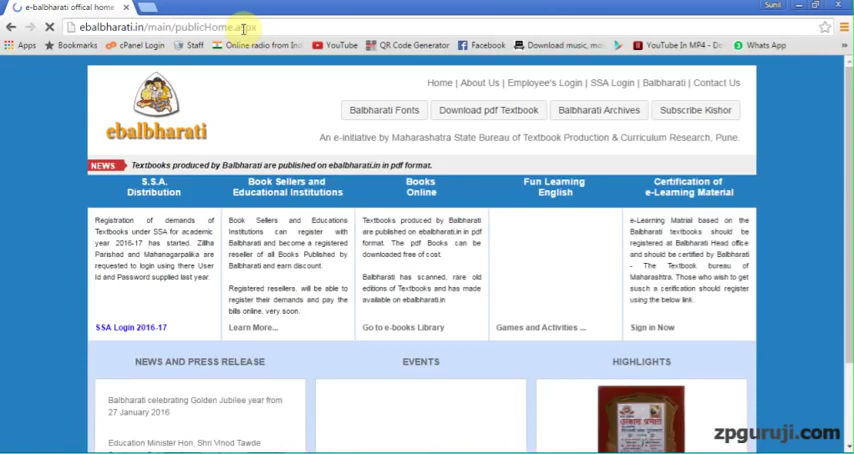 e-balbharati offical home
Sunil
ebalbharati.in/main/publicHome.aspx
Apps Bookmarks cPanel Login Staff Online radio from Ind YouTube QR Code Generator Facebook Download music, mo YouTube In MP4 - Do Whats App
Home | About Us | Employee's Login | SSA Login | Balbharati | Contact Us
Balbharati Fonts Download pdf Textbook Balbharati Archives Subscribe Kishor
ebalbharati
An e-initiative by Maharashtra State Bureau of Textbook Production & Curriculum Research, Pune.
NEWS Textbooks produced by Balbharati are published on ebalbharati.in in pdf format.
S.S.A.
Distribution
Registration of demands of
Textbooks under SSA for academic
year 2016-17 has started. Zillha
Parishad and Mahanagarpalika are
requested to login using there User
Id and Password supplied last year.
SSA Login 2016-17
Book Sellers and
Educational Institutions
Book Sellers and Educations
Institutions can register with
Balbharati and become a registered
reseller of all Books Published by
Balbharati and earn discount.
Registered resellers, will be able to
register their demands and pay the
bills online, very soon.
Learn More...
Books
Online
Textbooks produced by Balbharati
are published on ebalbharati.in in pdf
format. The pdf Books can be
downloaded free of cost.
Balbharati has scanned, rare old
editions of Textbooks and has made
available on ebalbharati.in
Go to e-books Library
Fun Learning
English
Games and Activities ...
Certification of
e-Learning Material
e-Learning Matrial based on the
Balbharati textbooks should be
registered at Balbharati Head office
and should be certified by Balbharati
- The Textbook bureau of
Maharashtra. Those who wish to get
susch a cerification should register
using the below link.
Sign in Now
NEWS AND PRESS RELEASE
EVENTS
HIGHLIGHTS
Balbharati celebrating Golden Jubilee year from
27 January 2016
Education Minister Hon. Shri Vinod Tawde
zpguruji.com